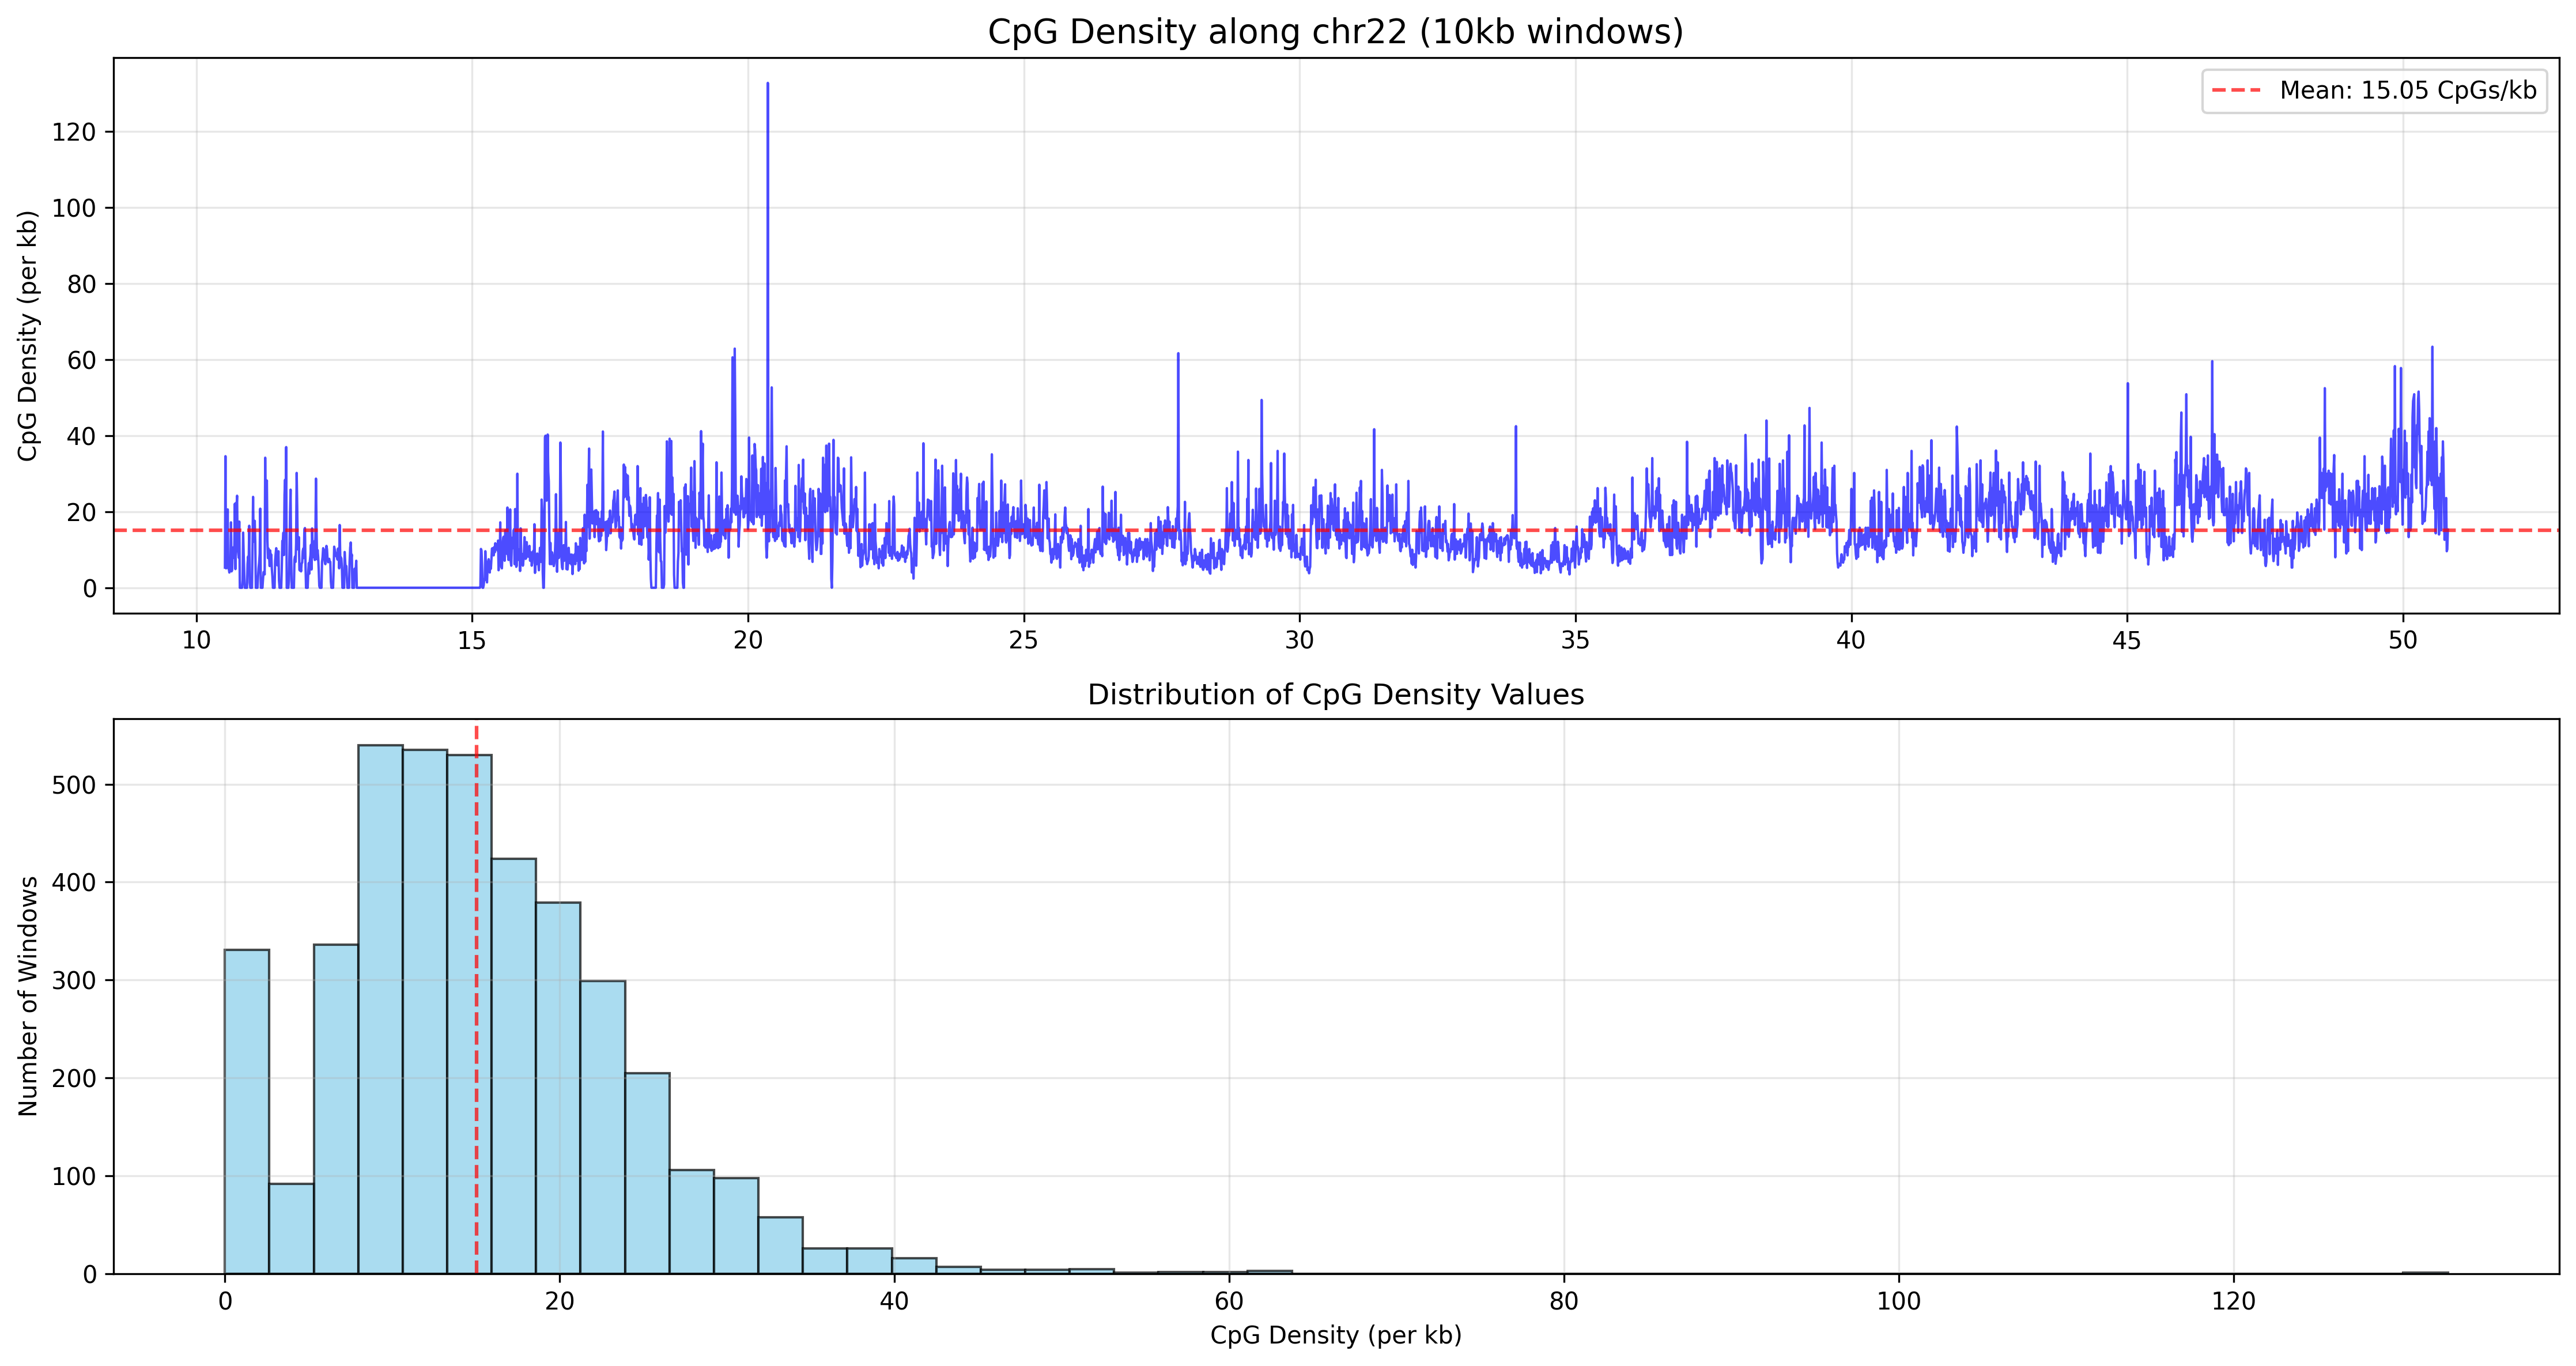 CpG Density along chr22 (10kb windows)
CpG Density (per kb)
120
100
80
60
40
20
0
Mean: 15.05 CpGs/kb
10 15 20 25 30 35 40 45 50
Distribution of CpG Density Values
Number of Windows
500
400
300
200
100
0
0 20 40 60 80 100 120
CpG Density (per kb)